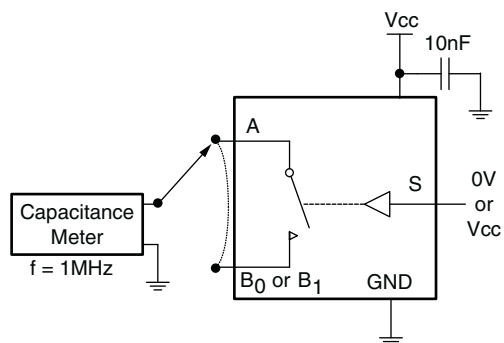 Vcc
10nF
A
S
0V
or
Vcc
Capacitance
Meter
f = 1MHz
B0 or B1
GND